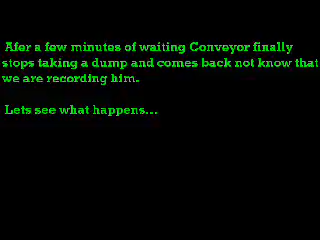 Afer a few minutes of waiting Conveyor finally
stops taking a dump and comes back not know that
we are recording him.
Lets see what happens...